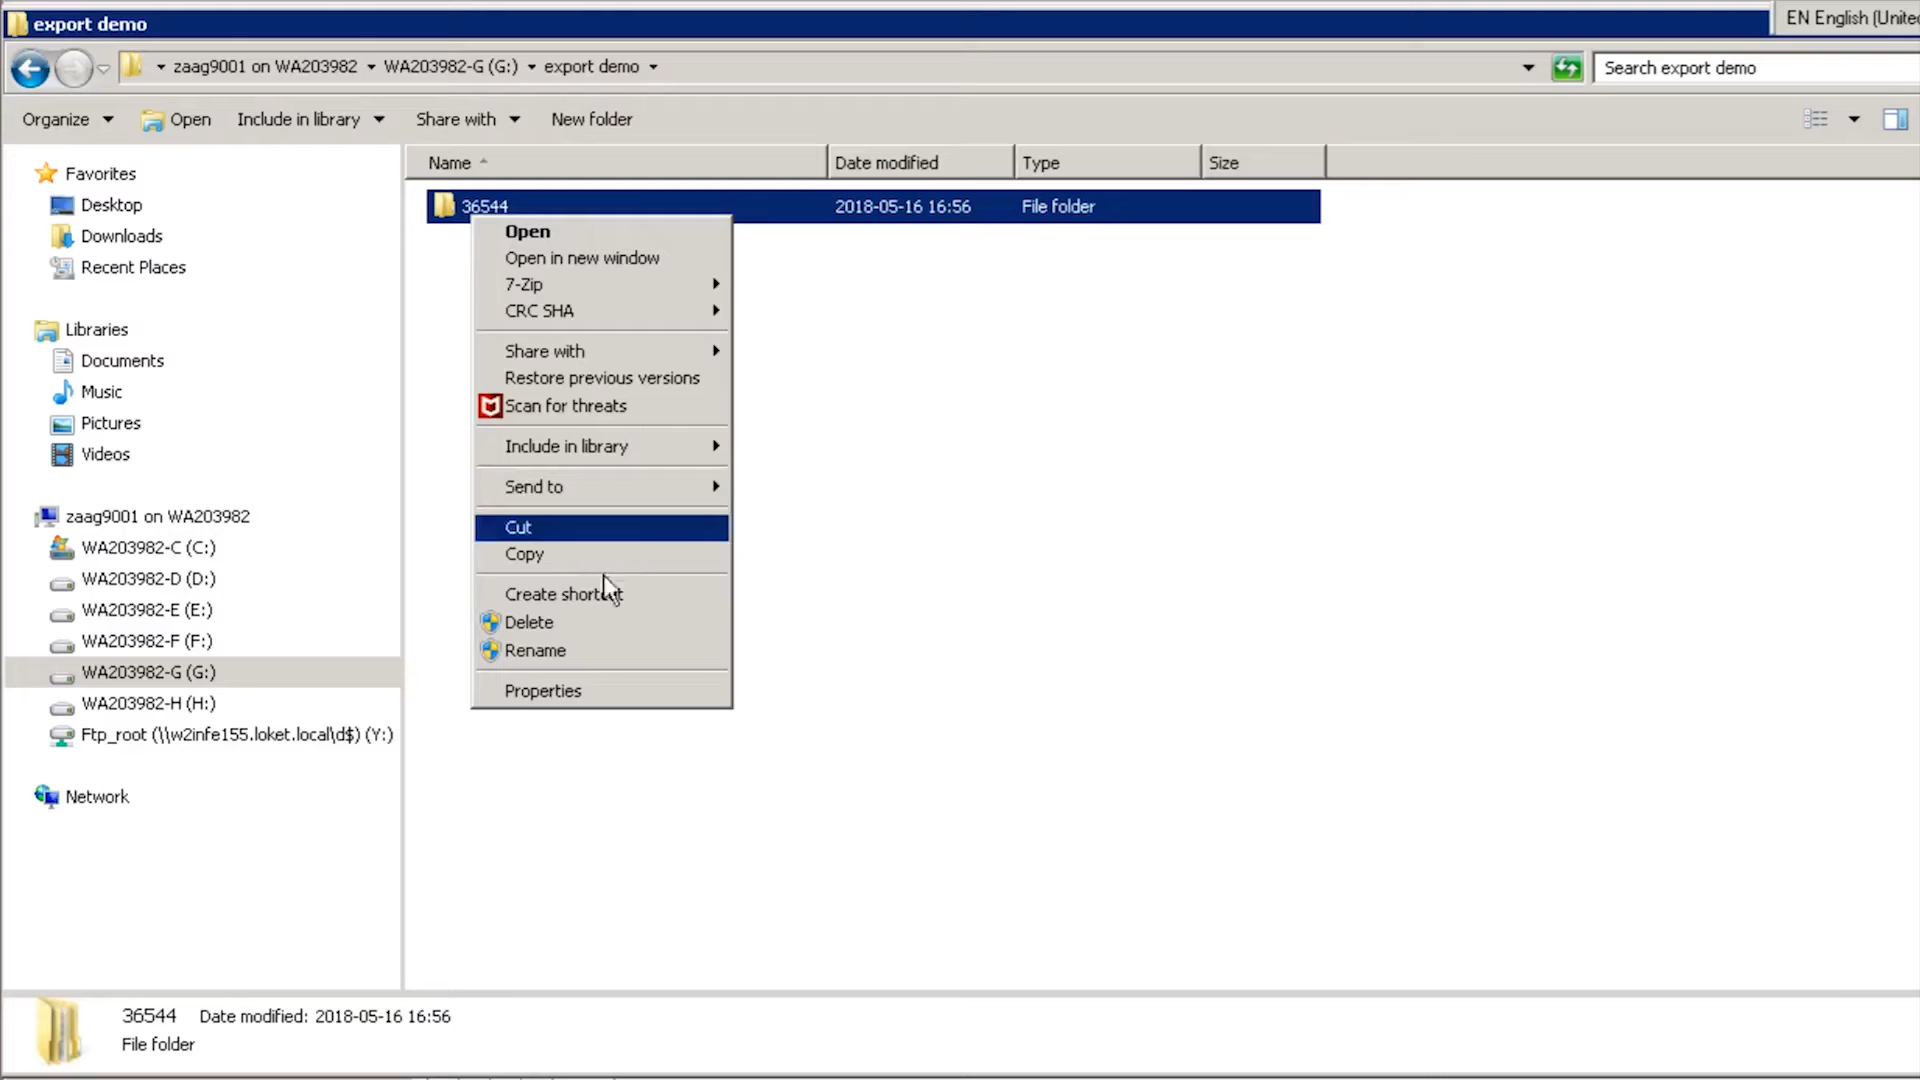 export demo
EN English (Unite
zaag9001 on WA203982 WA203982-G (G:) export demo
Search export demo
Organize Open Include in library Share with New folder
Name Date modified Type Size
36544 2018-05-16 16:56 File folder
Favorites
Desktop
Downloads
Recent Places
Libraries
Documents
Music
Pictures
Videos
zaag9001 on WA203982
WA203982-C (C:)
WA203982-D (D:)
WA203982-E (E:)
WA203982-F (F:)
WA203982-G (G:)
WA203982-H (H:)
Ftp_root (\\w2infe155.loket.local\d$) (Y:)
Network
Open
Open in new window
7-Zip
CRC SHA
Share with
Restore previous versions
Scan for threats
Include in library
Send to
Cut
Copy
Create shortcut
Delete
Rename
Properties
36544 Date modified: 2018-05-16 16:56
File folder